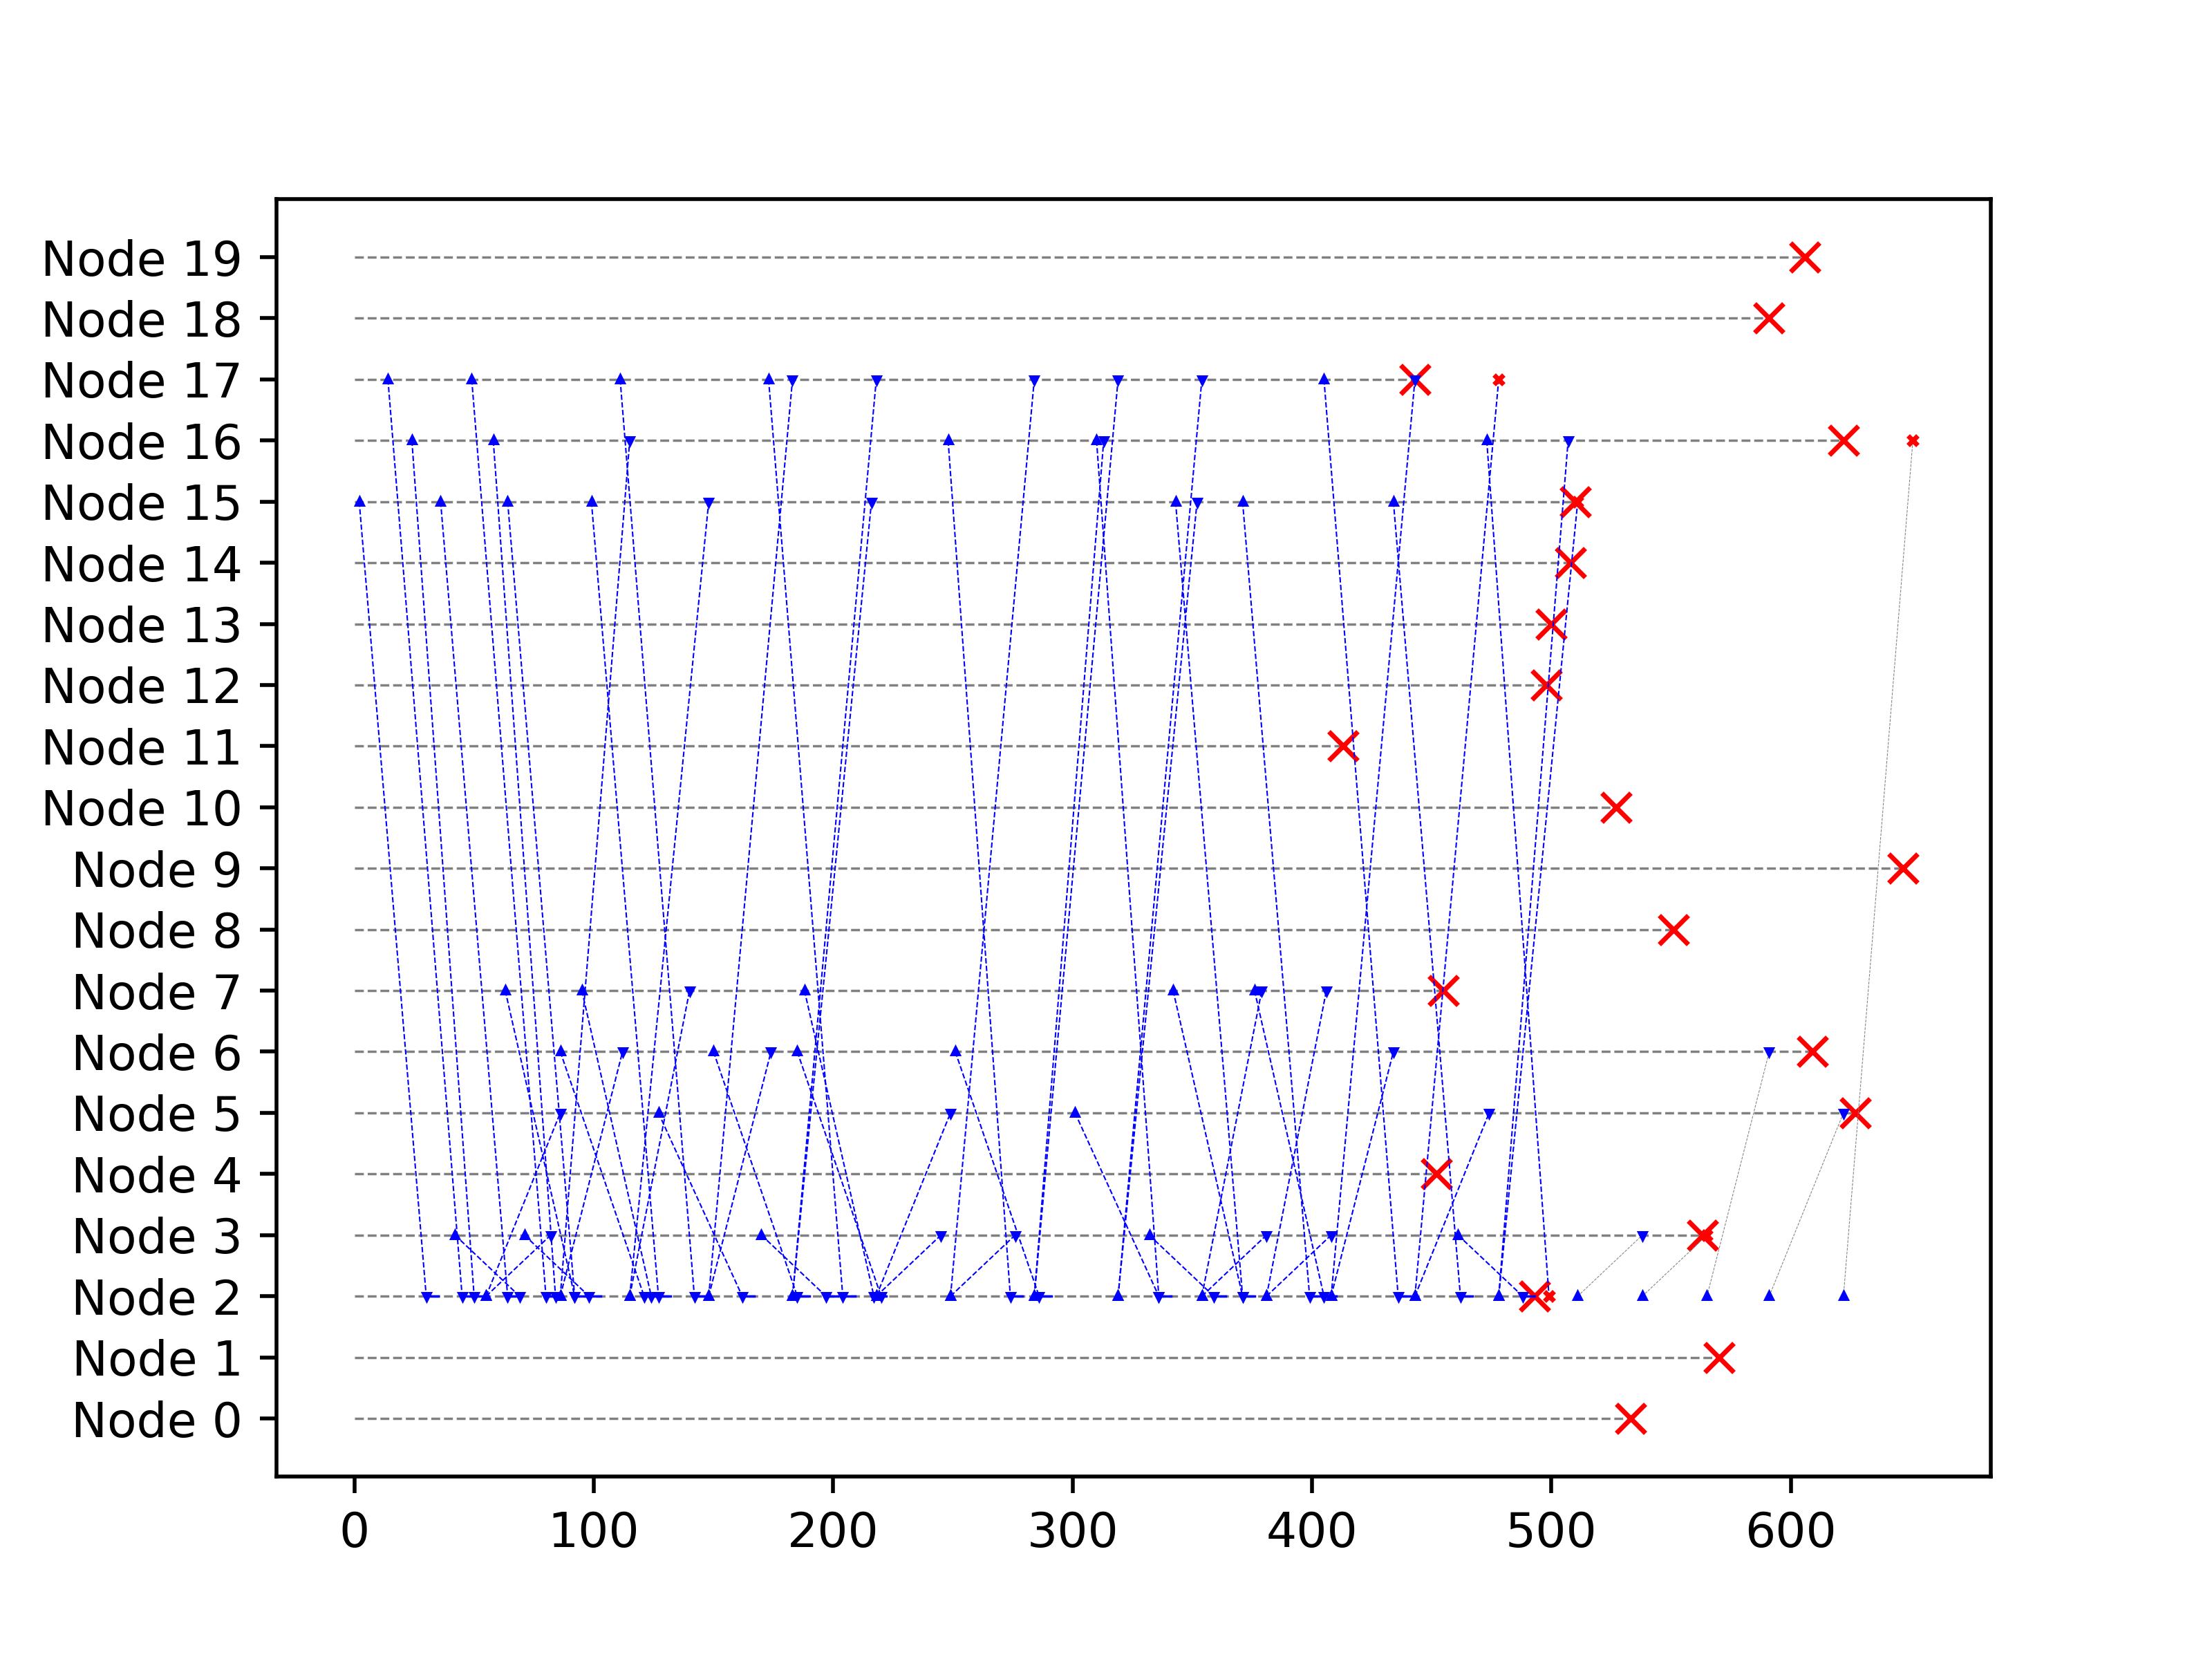 Node 19
Node 18
Node 17
Node 16
Node 15
Node 14
Node 13
Node 12
Node 11
Node 10
Node 9
Node 8
Node 7
Node 6
Node 5
Node 4
Node 3
Node 2
Node 1
Node 0
0 100 200 300 400 500 600